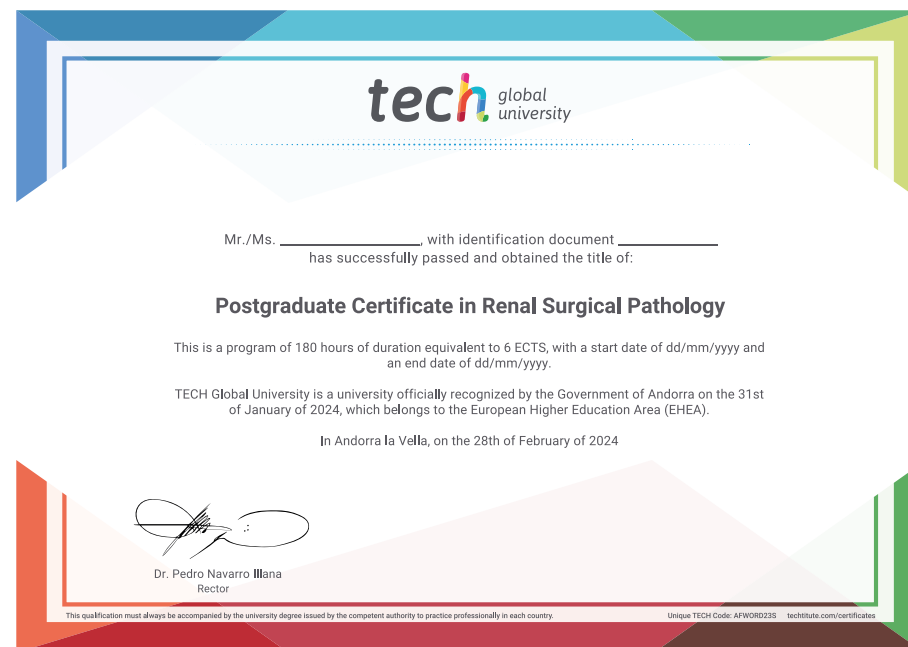 tech global university
Mr./Ms. ____________, with identification document ____________
has successfully passed and obtained the title of:
Postgraduate Certificate in Renal Surgical Pathology
This is a program of 180 hours of duration equivalent to 6 ECTS, with a start date of dd/mm/yyyy and
an end date of dd/mm/yyyy.
TECH Global University is a university officially recognized by the Government of Andorra on the 31st
of January of 2024, which belongs to the European Higher Education Area (EHEA).
In Andorra la Vella, on the 28th of February of 2024
Dr. Pedro Navarro Illana
Rector
This qualification must always be accompanied by the university degree issued by the competent authority to practice professionally in each country.
Unique TECH Code: AFWORD23S techtitute.com/certificates